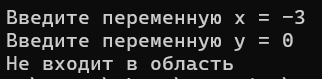 Введите переменную x = -3
Введите переменную y = 0
Не входит в область